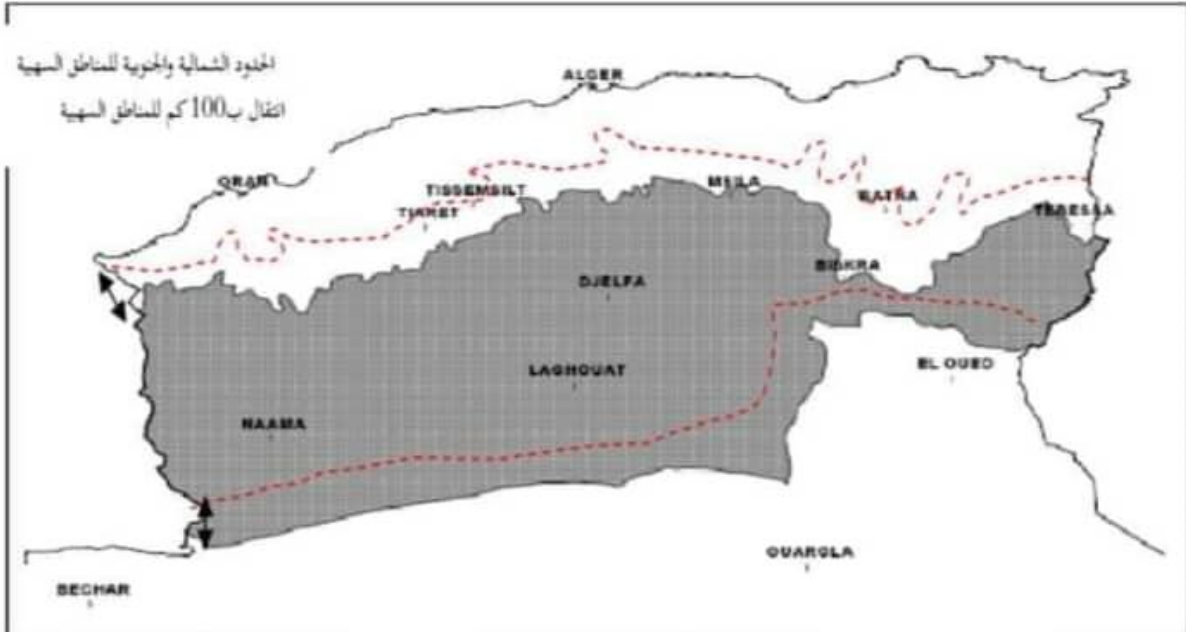 الحدود الشمالية والجنوبية للمناطق السهبية
انتقال ب100 كم للمناطق السهبية
ALGER
ORAN
TISSEMSILT
TIARET
MSILA
BATNA
TEBESSA
BISKRA
DJELFA
LAGHOUAT
EL OUED
NAAMA
OUARGLA
BECHAR